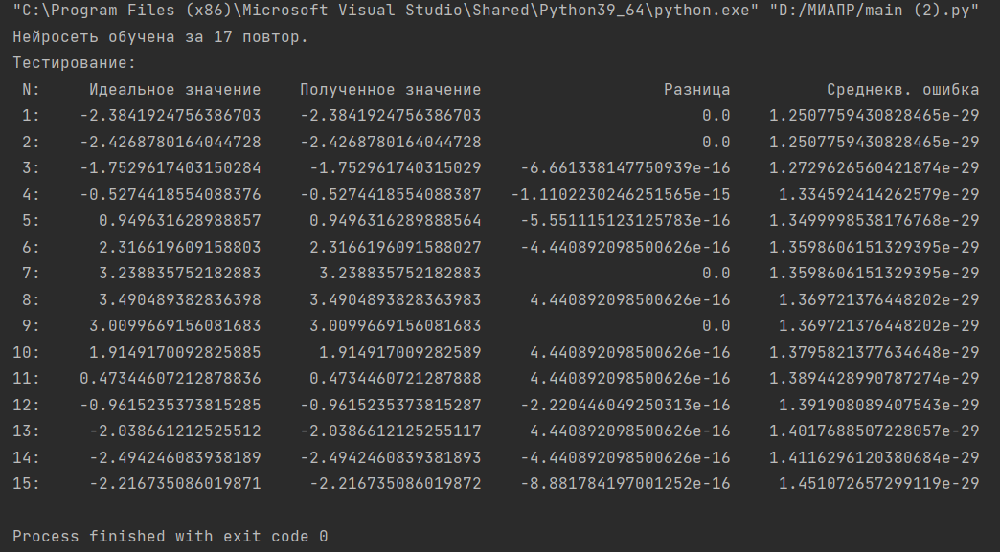 "C:\Program Files (x86)\Microsoft Visual Studio\Shared\Python39_64\python.exe" "D:/МИАПР/main (2).py"
Нейросеть обучена за 17 повтор.
Тестирование:
N: Идеальное значение Полученное значение Разница Среднекв. ошибка
1: -2.3841924756386703 -2.3841924756386703 0.0 1.2507759430828465e-29
2: -2.4268780164044728 -2.4268780164044728 0.0 1.2507759430828465e-29
3: -1.7529617403150284 -1.752961740315029 -6.661338147750939e-16 1.2729626560421874e-29
4: -0.5274418554088376 -0.5274418554088387 -1.1102230246251565e-15 1.334592414262579e-29
5: 0.949631628988857 0.9496316289888564 -5.551115123125783e-16 1.3499998538176768e-29
6: 2.316619609158803 2.3166196091588027 -4.440892098500626e-16 1.3598606151329395e-29
7: 3.238835752182883 3.238835752182883 0.0 1.3598606151329395e-29
8: 3.490489382836398 3.4904893828363983 4.440892098500626e-16 1.369721376448202e-29
9: 3.0099669156081683 3.0099669156081683 0.0 1.369721376448202e-29
10: 1.9149170092825885 1.914917009282589 4.440892098500626e-16 1.3795821377634648e-29
11: 0.47344607212878836 0.4734460721287888 4.440892098500626e-16 1.3894428990787274e-29
12: -0.9615235373815285 -0.9615235373815287 -2.220446049250313e-16 1.391908089407543e-29
13: -2.038661212525512 -2.0386612125255117 4.440892098500626e-16 1.4017688507228057e-29
14: -2.494246083938189 -2.4942460839381893 -4.440892098500626e-16 1.4116296120380684e-29
15: -2.216735086019871 -2.216735086019872 -8.881784197001252e-16 1.451072657299119e-29
Process finished with exit code 0